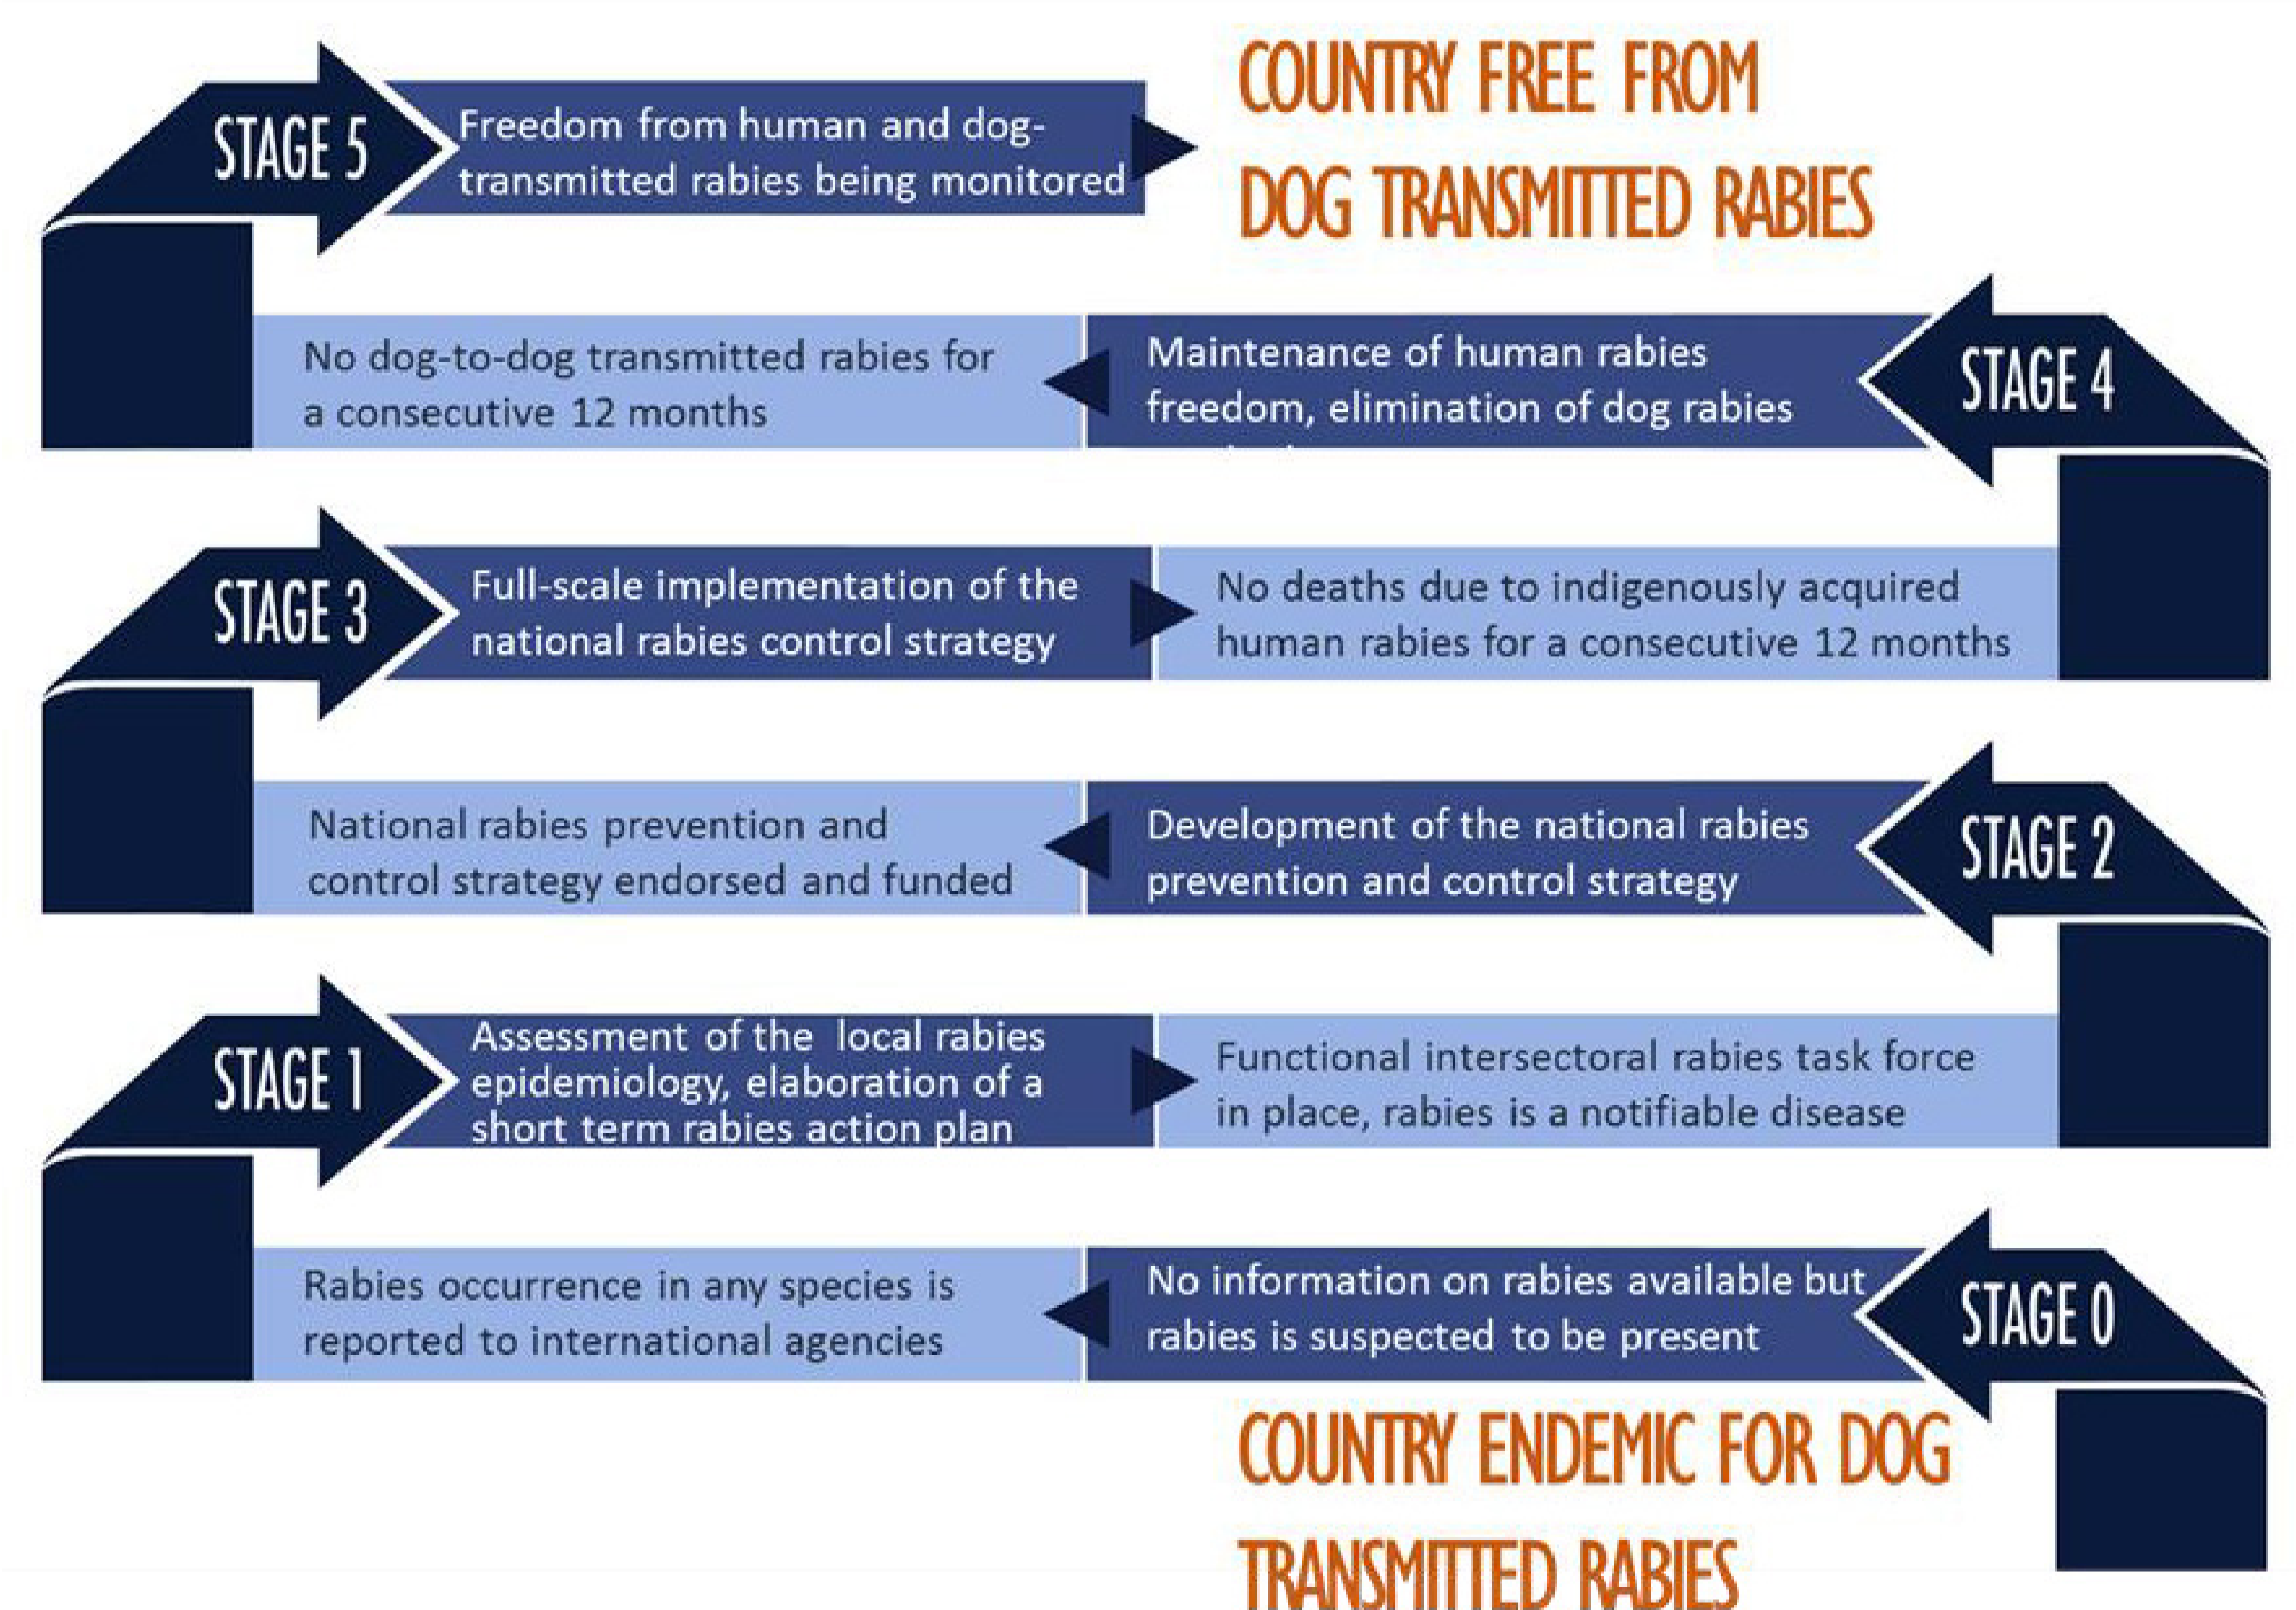 COUNTRY FREE FROM
DOG TRANSMITTED RABIES
STAGE 5
Freedom from human and dog-
transmitted rabies being monitored
No dog-to-dog transmitted rabies for
a consecutive 12 months
Maintenance of human rabies
freedom, elimination of dog rabies
STAGE 4
STAGE 3
Full-scale implementation of the
national rabies control strategy
No deaths due to indigenously acquired
human rabies for a consecutive 12 months
National rabies prevention and
control strategy endorsed and funded
Development of the national rabies
prevention and control strategy
STAGE 2
STAGE 1
Assessment of the local rabies
epidemiology, elaboration of a
short term rabies action plan
Functional intersectoral rabies task force
in place, rabies is a notifiable disease
Rabies occurrence in any species is
reported to international agencies
No information on rabies available but
rabies is suspected to be present
STAGE 0
COUNTRY ENDEMIC FOR DOG
TRANSMITTED RABIES